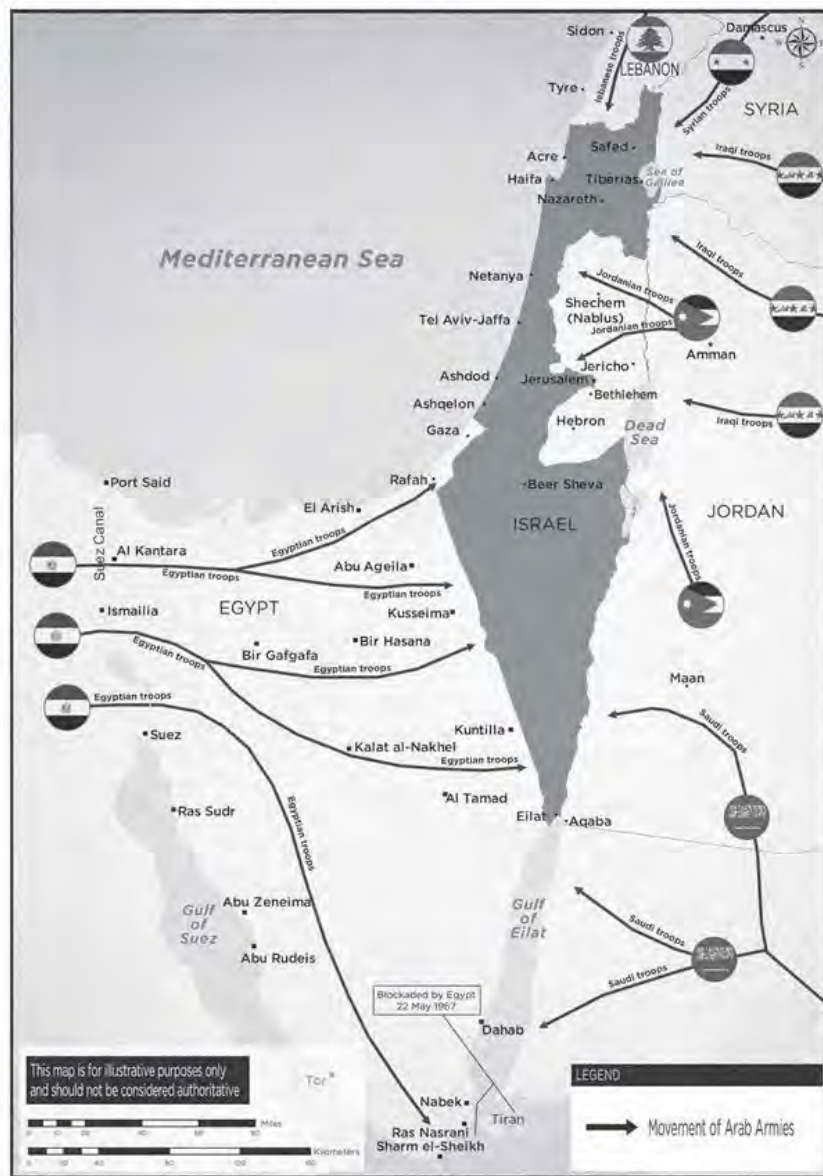 Sidon
Lebanese troops
LEBANON
Damascus
N
W
E
S
Tyre
Syrian troops
SYRIA
Safed
Iraqi troops
Acre
Haifa
Tiberias
Sea of
Galilee
Nazareth
Mediterranean Sea
Netanya
Jordanian troops
Iraqi troops
Shechem
(Nablus)
Tel Aviv-Jaffa
Jordanian troops
Amman
Jericho
Ashdod
Jerusalem
Bethlehem
Ashqelon
Iraqi troops
Gaza
Hebron
Dead
Sea
Port Said
Rafah
Beer Sheva
El Arish
ISRAEL
JORDAN
Suez Canal
Egyptian troops
Jordanian troops
Al Kantara
Egyptian troops
Abu Ageila
Egyptian troops
Ismailia
EGYPT
Kusseima
Egyptian troops
Bir Gafgafa
Bir Hasana
Egyptian troops
Maan
Egyptian troops
Suez
Kuntilla
Saudi troops
Kalat al-Nakhel
Egyptian troops
Al Tamad
Ras Sudr
Eilat
Aqaba
Egyptian troops
Gulf
of
Suez
Abu Zeneima
Abu Rudeis
Gulf
of
Eilat
Saudi troops
Saudi troops
Blockaded by Egypt
22 May 1967
Dahab
This map is for illustrative purposes only
and should not be considered authoritative
Tor
LEGEND
Miles
Nabek
Tiran
Movement of Arab Armies
Ras Nasrani
Sharm el-Sheikh
Kilometers